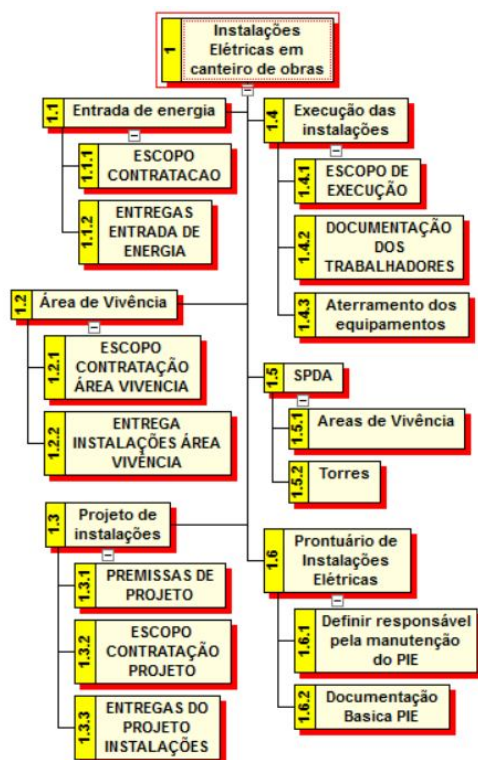 1
Instalações
Elétricas em
canteiro de obras
1.1
Entrada de energia
1.1.1
ESCOPO
CONTRATACAO
1.1.2
ENTREGAS
ENTRADA DE
ENERGIA
1.2
Área de Vivência
1.2.1
ESCOPO
CONTRATAÇÃO
ÁREA VIVENCIA
1.2.2
ENTREGA
INSTALAÇÕES ÁREA
VIVÊNCIA
1.3
Projeto de
instalações
1.3.1
PREMISSAS DE
PROJETO
1.3.2
ESCOPO
CONTRATAÇÃO
PROJETO
1.3.3
ENTREGAS DO
PROJETO
INSTALAÇÕES
1.4
Execução das
instalações
1.4.1
ESCOPO DE
EXECUÇÃO
1.4.2
DOCUMENTAÇÃO
DOS
TRABALHADORES
1.4.3
Aterramento dos
equipamentos
1.5
SPDA
1.5.1
Areas de Vivência
1.5.2
Torres
1.6
Prontuário de
Instalações
Elétricas
1.6.1
Definir responsável
pela manutenção
do PIE
1.6.2
Documentação
Basica PIE